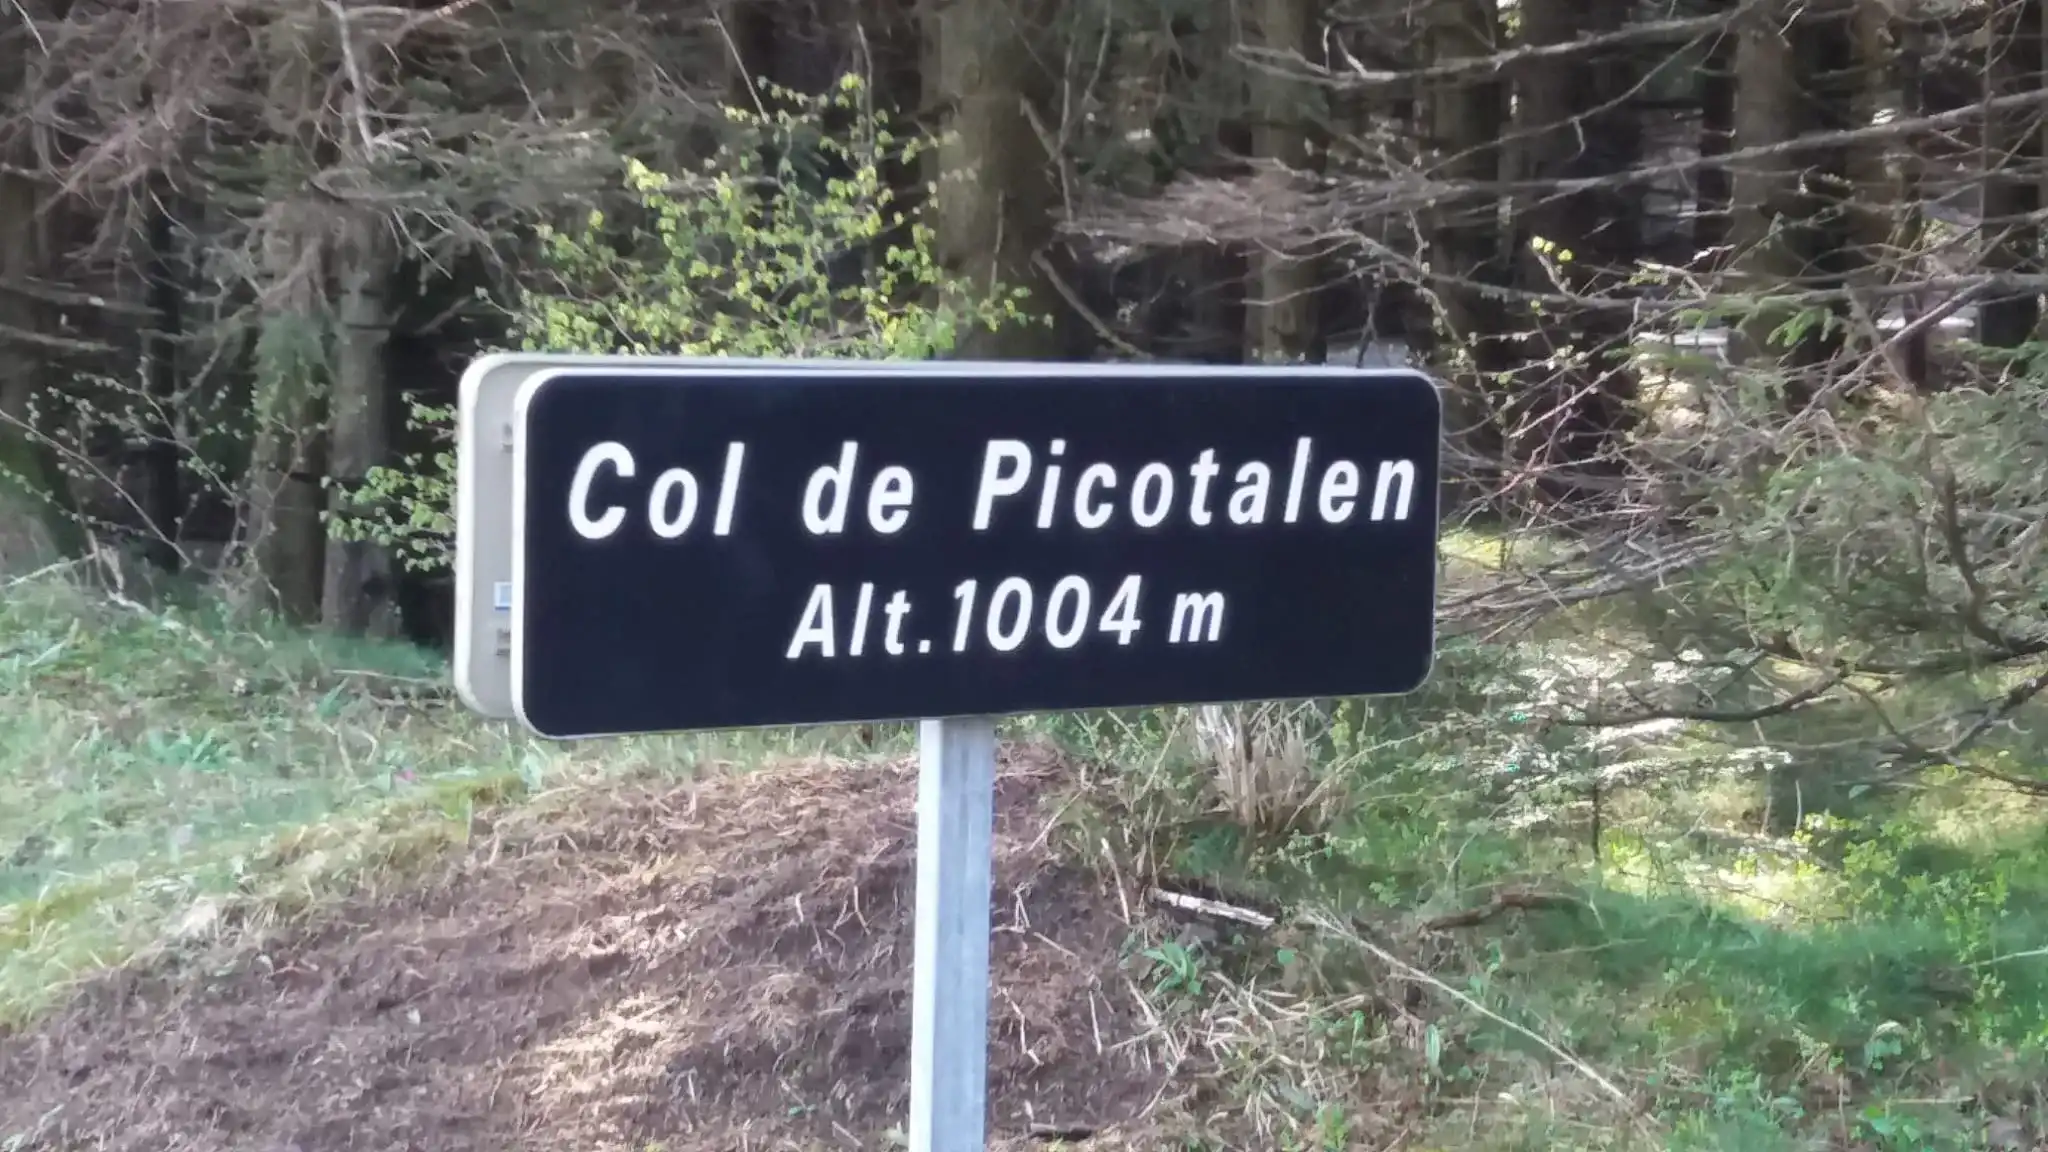 Col de Picotalen
Alt. 1004 m